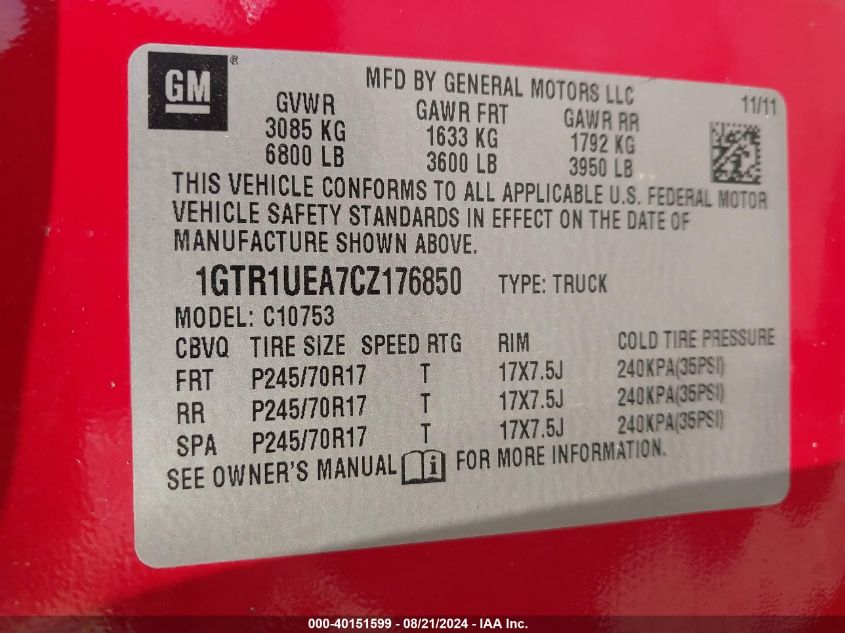 GM®
MFD BY GENERAL MOTORS LLC
11/11
GVWR GAWR FRT GAWR RR
3085 KG 1633 KG 1792 KG
6800 LB 3600 LB 3950 LB
THIS VEHICLE CONFORMS TO ALL APPLICABLE U.S. FEDERAL MOTOR
VEHICLE SAFETY STANDARDS IN EFFECT ON THE DATE OF
MANUFACTURE SHOWN ABOVE.
1GTR1UEA7CZ176850 TYPE: TRUCK
MODEL: C10753
CBVQ TIRE SIZE SPEED RTG RIM COLD TIRE PRESSURE
FRT P245/70R17 T 17X7.5J 240KPA(35PSI)
RR P245/70R17 T 17X7.5J 240KPA(35PSI)
SPA P245/70R17 T 17X7.5J 240KPA(35PSI)
SEE OWNER'S MANUAL i FOR MORE INFORMATION.
000-40151599 - 08/21/2024 - IAA Inc.